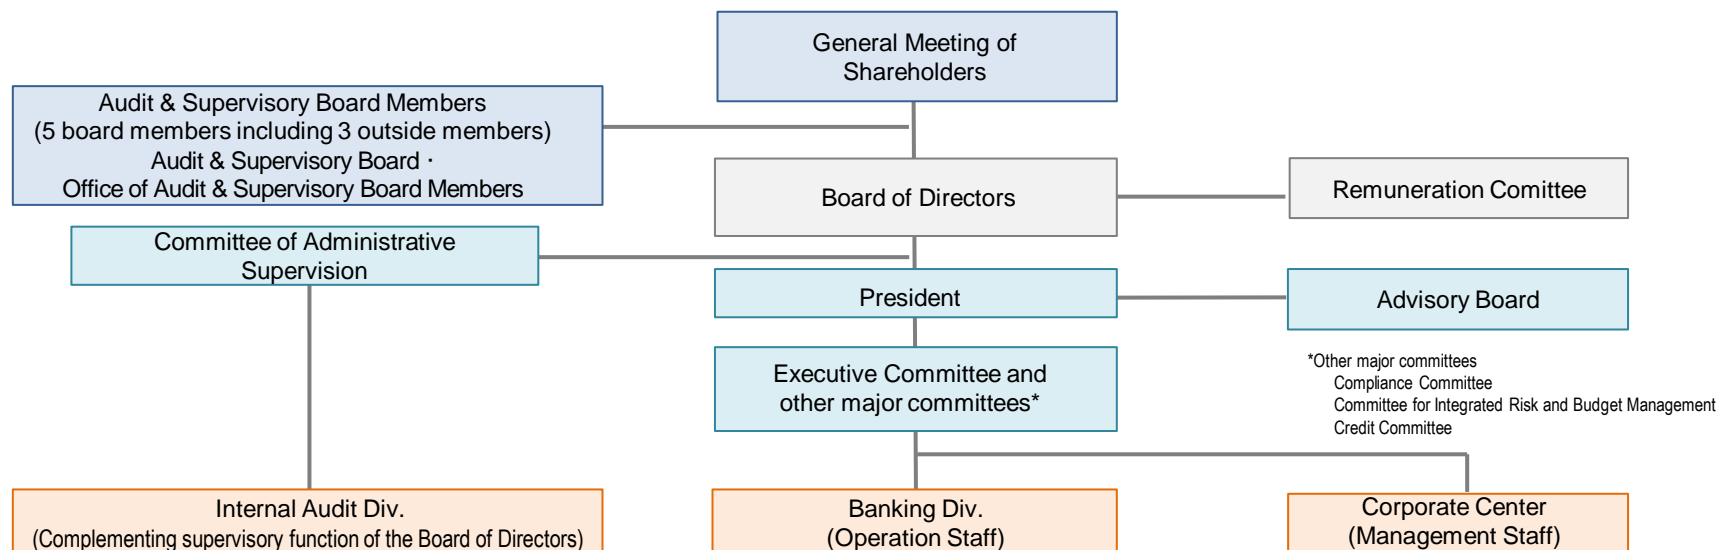 General Meeting of
Shareholders
Audit & Supervisory Board Members
(5 board members including 3 outside members)
Audit & Supervisory Board ·
Office of Audit & Supervisory Board Members
Board of Directors
Remuneration Comittee
Committee of Administrative
Supervision
President
Advisory Board
Executive Committee and
other major committees*
*Other major committees
Compliance Committee
Committee for Integrated Risk and Budget Management
Credit Committee
Internal Audit Div.
(Complementing supervisory function of the Board of Directors)
Banking Div.
(Operation Staff)
Corporate Center
(Management Staff)